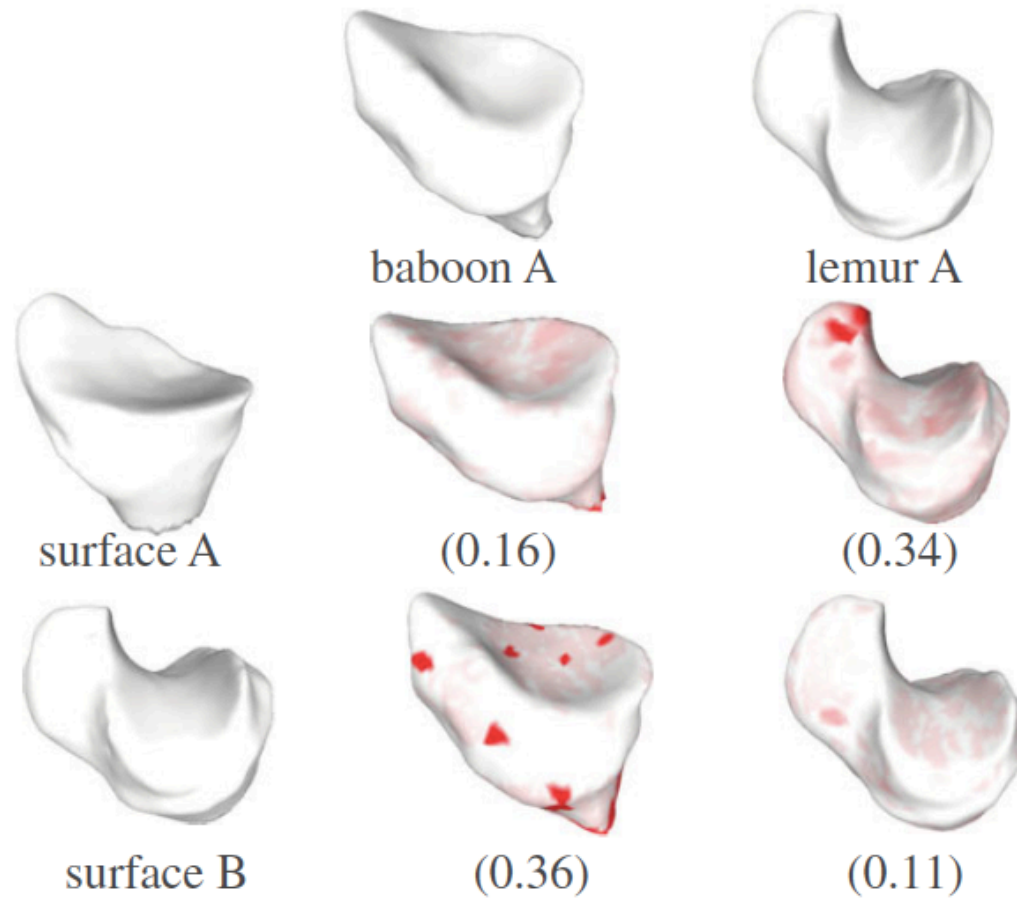 baboon A lemur A
surface A (0.16) (0.34)
surface B (0.36) (0.11)